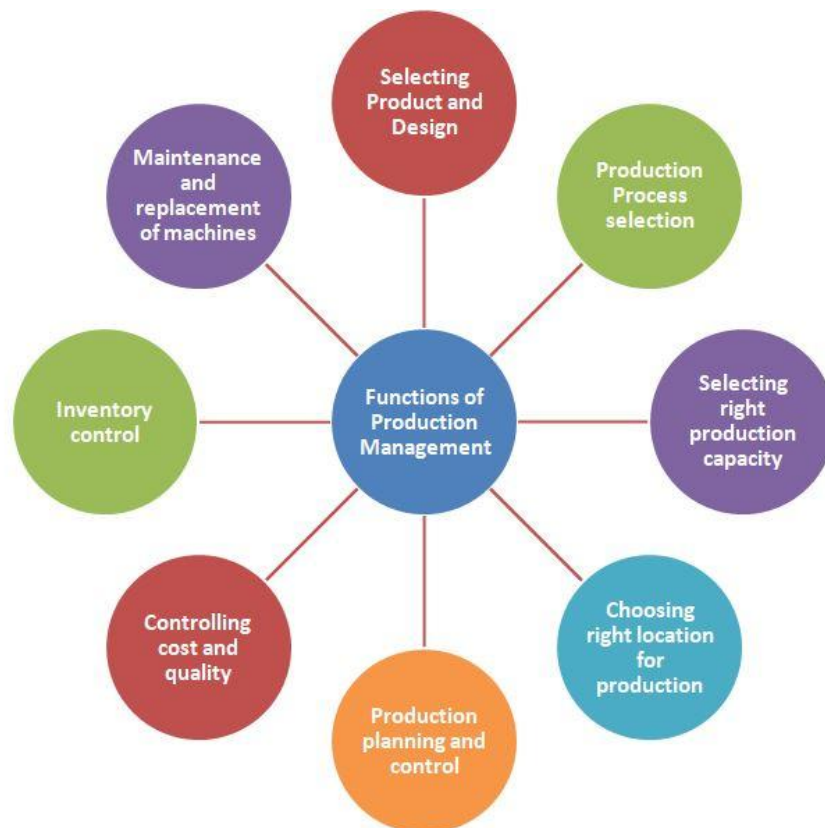 Selecting
Product and
Design
Production
Process
selection
Selecting
right
production
capacity
Choosing
right location
for
production
Production
planning and
control
Controlling
cost and
quality
Inventory
control
Maintenance
and
replacement
of machines
Functions of
Production
Management